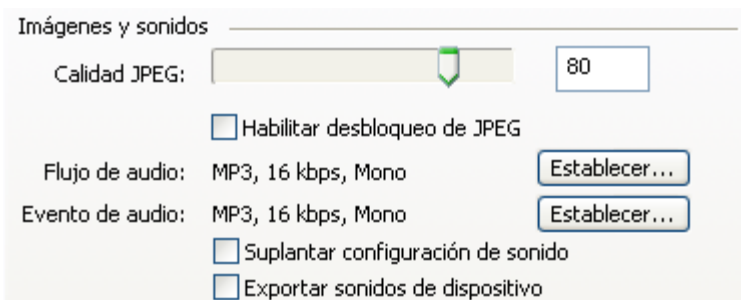 Imágenes y sonidos
Calidad JPEG: 80
Habilitar desbloqueo de JPEG
Flujo de audio: MP3, 16 kbps, Mono Establecer...
Evento de audio: MP3, 16 kbps, Mono Establecer...
Suplantar configuración de sonido
Exportar sonidos de dispositivo